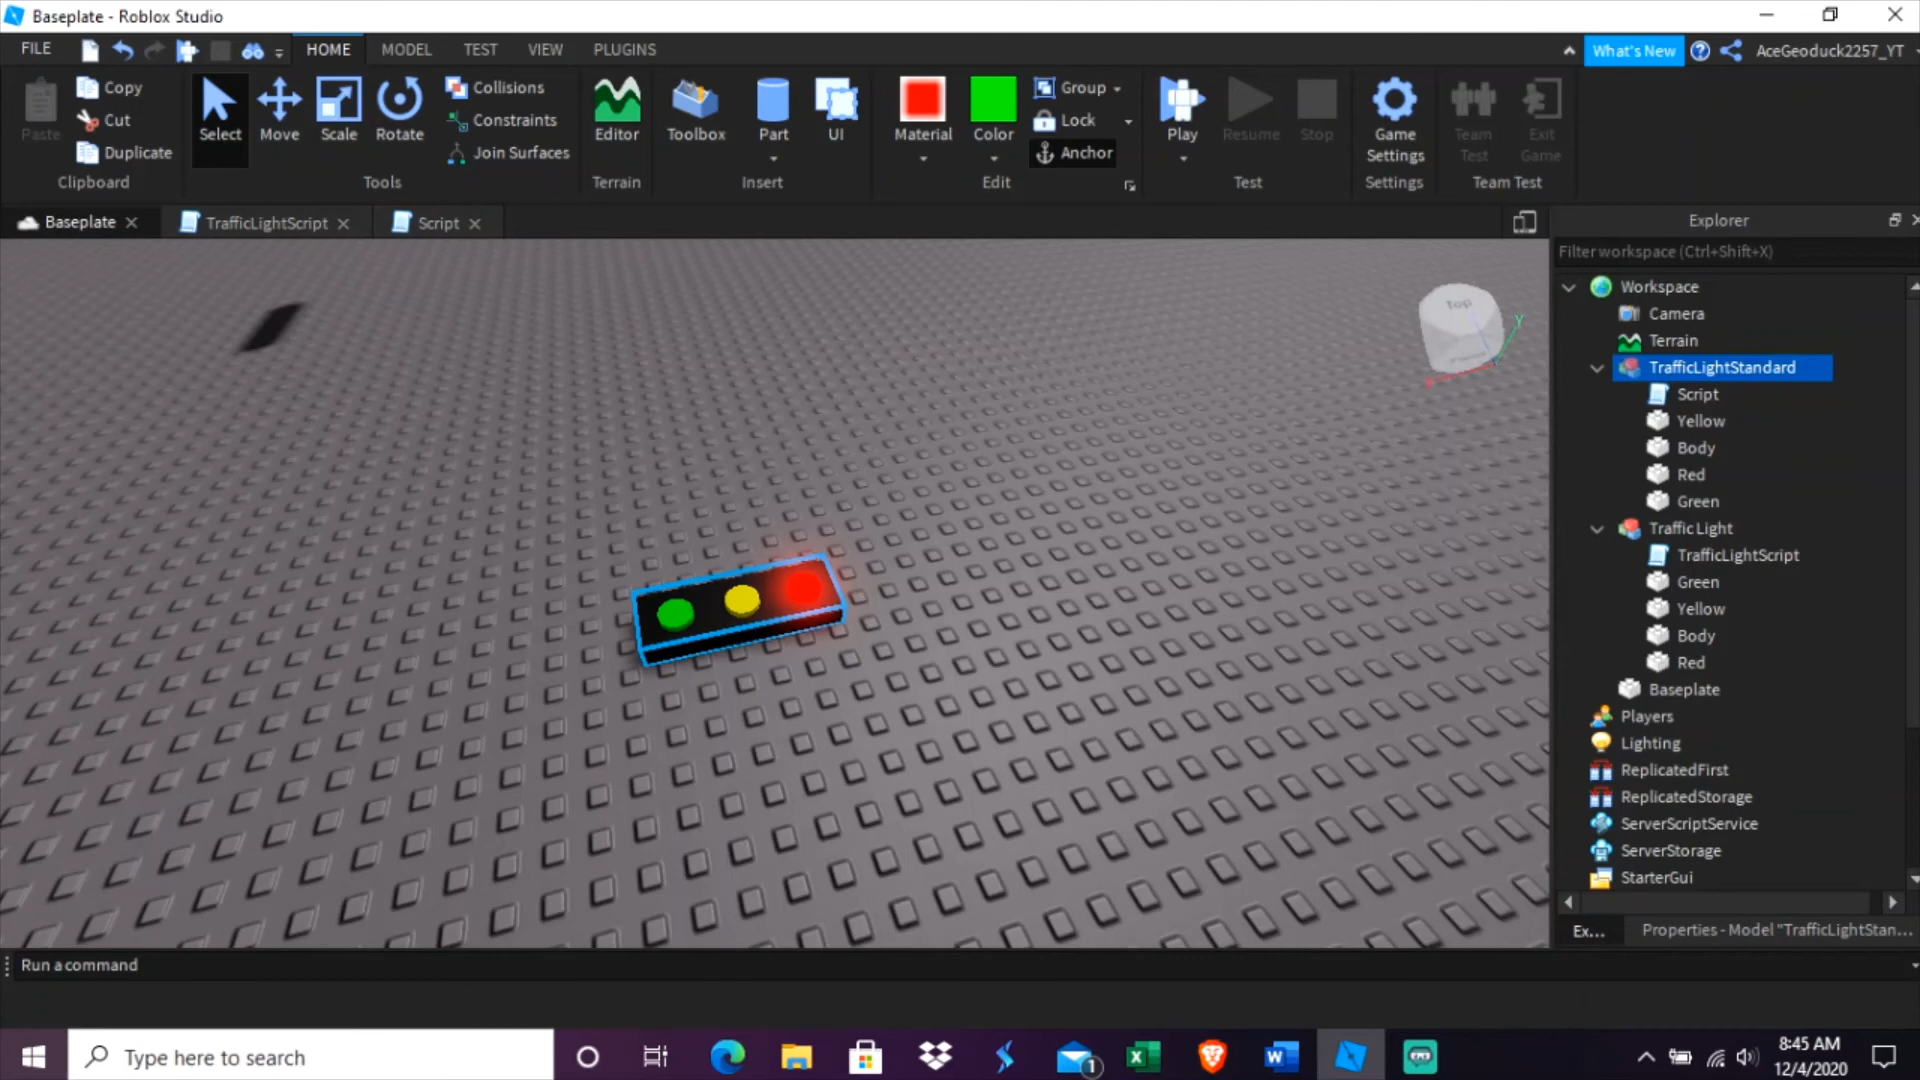 Baseplate - Roblox Studio
FILE HOME MODEL TEST VIEW PLUGINS What's New AceGeoduck2257_YT
Paste Copy Cut Duplicate
Clipboard
Select Move Scale Rotate Collisions Constraints Join Surfaces
Tools
Editor
Terrain
Toolbox Part UI
Insert
Material Color Group Lock Anchor
Edit
Play Resume Stop
Test
Game Settings
Settings
Team Test Exit Game
Team Test
Baseplate TrafficLightScript Script
Top
Y
Explorer
Filter workspace (Ctrl+Shift+X)
Workspace
Camera
Terrain
TrafficLightStandard
Script
Yellow
Body
Red
Green
Traffic Light
TrafficLightScript
Green
Yellow
Body
Red
Baseplate
Players
Lighting
ReplicatedFirst
ReplicatedStorage
ServerScriptService
ServerStorage
StarterGui
Ex... Properties - Model "TrafficLightStan...
Run a command
Type here to search
1
8:45 AM
12/4/2020